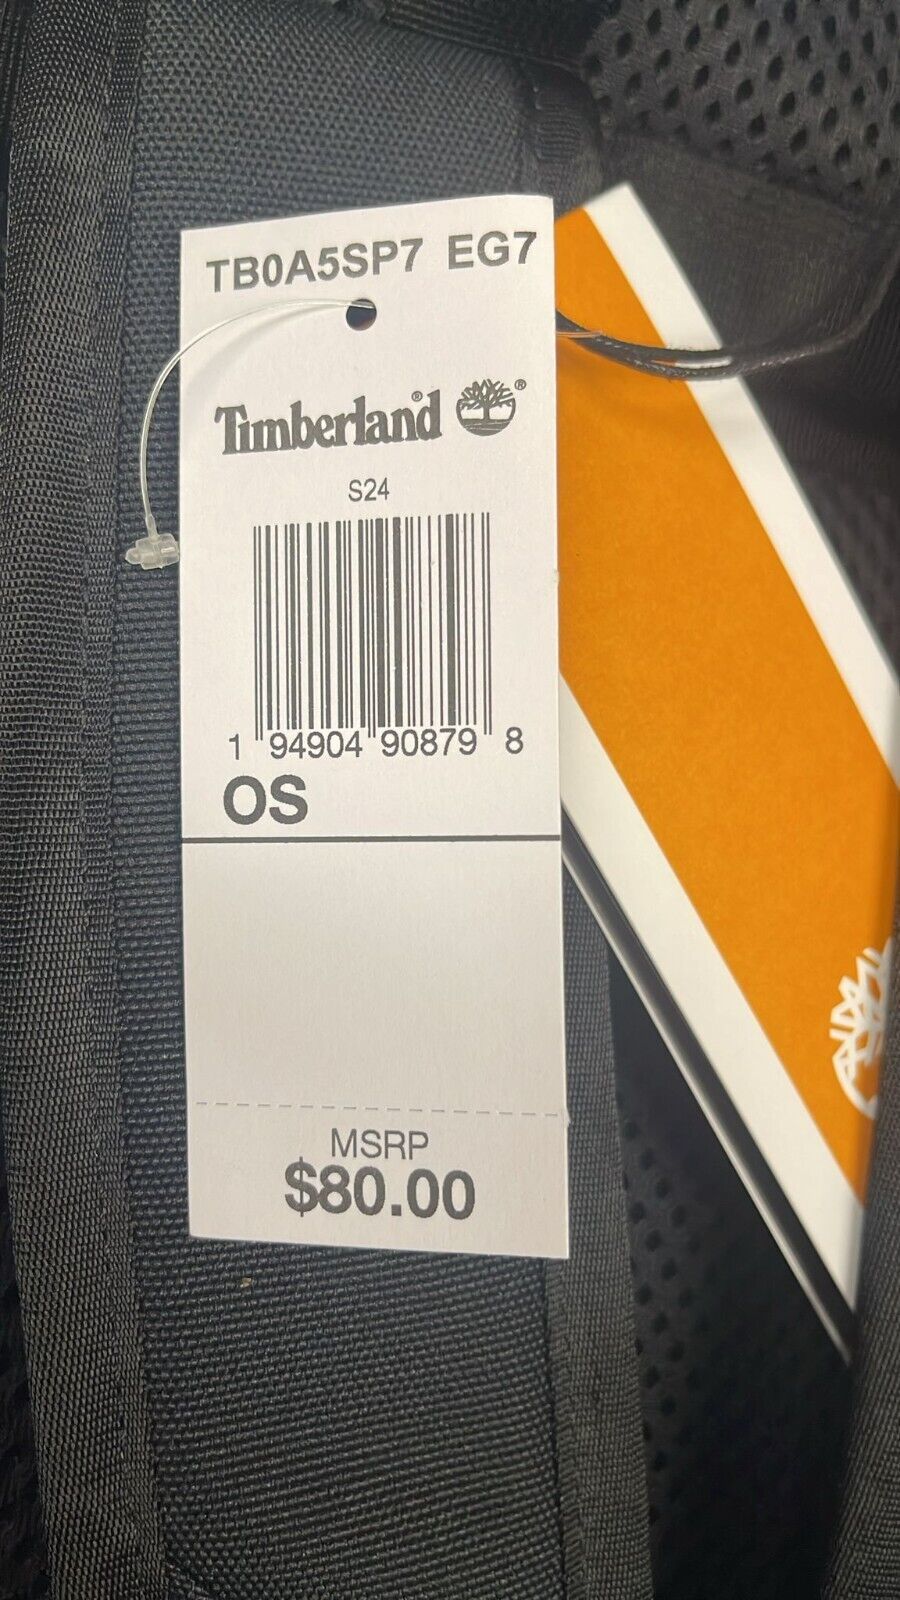 TB0A5SP7 EG7
Timberland® ®
S24
1 94904 90879 8
OS
MSRP
$80.00